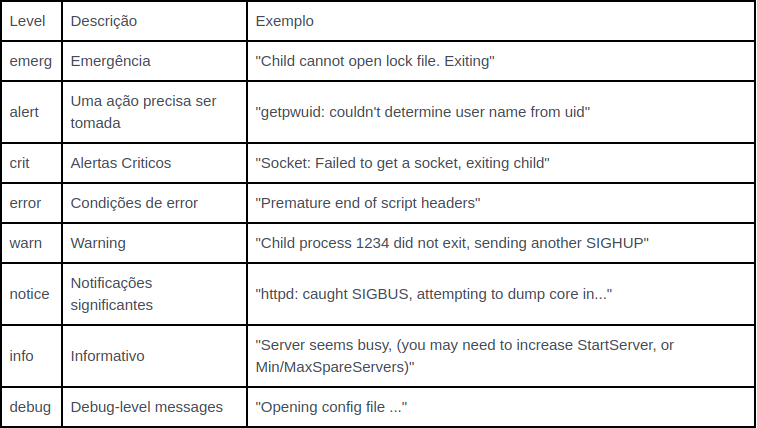 Level Descrição Exemplo
emerg Emergência "Child cannot open lock file. Exiting"
alert Uma ação precisa ser tomada "getpwuid: couldn't determine user name from uid"
crit Alertas Criticos "Socket: Failed to get a socket, exiting child"
error Condições de error "Premature end of script headers"
warn Warning "Child process 1234 did not exit, sending another SIGHUP"
notice Notificações significantes "httpd: caught SIGBUS, attempting to dump core in..."
info Informativo "Server seems busy, (you may need to increase StartServer, or Min/MaxSpareServers)"
debug Debug-level messages "Opening config file ..."